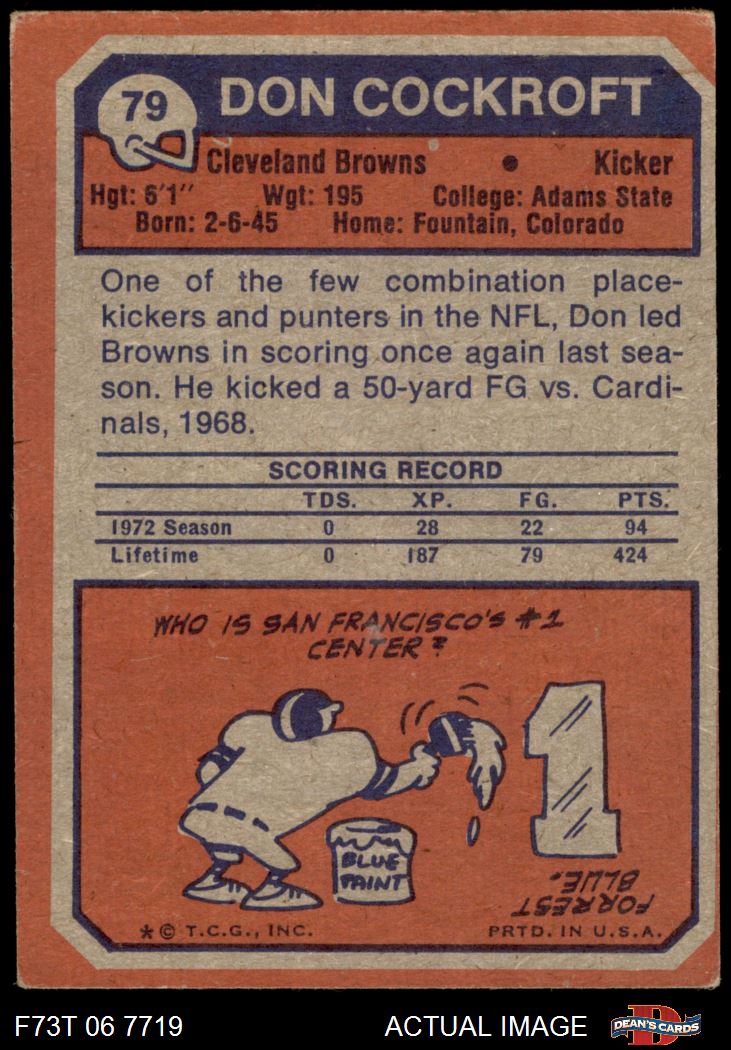 79
DON COCKROFT
Cleveland Browns • Kicker
Hgt: 6'1" Wgt: 195 College: Adams State
Born: 2-6-45 Home: Fountain, Colorado
One of the few combination place-
kickers and punters in the NFL, Don led
Browns in scoring once again last sea-
son. He kicked a 50-yard FG vs. Cardi-
nals, 1968.
SCORING RECORD
TDS. XP. FG. PTS.
1972 Season 0 28 22 94
Lifetime 0 187 79 424
WHO IS SAN FRANCISCO'S #1
CENTER?
1
BLUE
PAINT
FORREST
BLUE.
* © T.C.G., INC. PRTD. IN U.S.A.
F73T 06 7719 ACTUAL IMAGE
D
DEAN'S CARDS